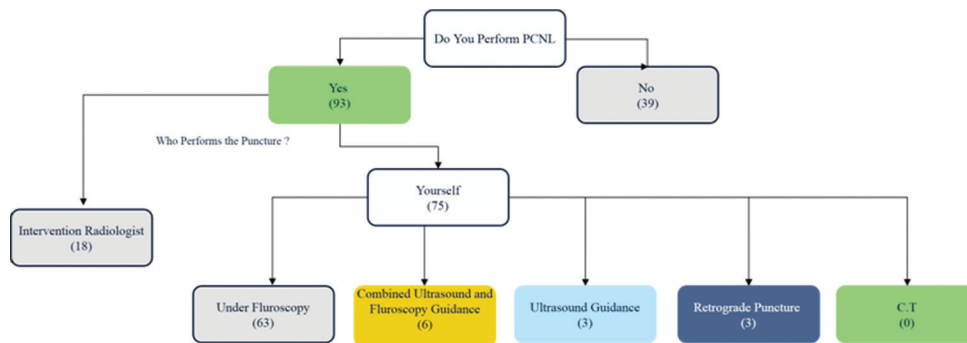 Do You Perform PCNL
Yes
(93)
No
(39)
Who Performs the Puncture ?
Yourself
(75)
Intervention Radiologist
(18)
Under Fluroscopy
(63)
Combined Ultrasound and
Fluroscopy Guidance
(6)
Ultrasound Guidance
(3)
Retrograde Puncture
(3)
C.T
(0)